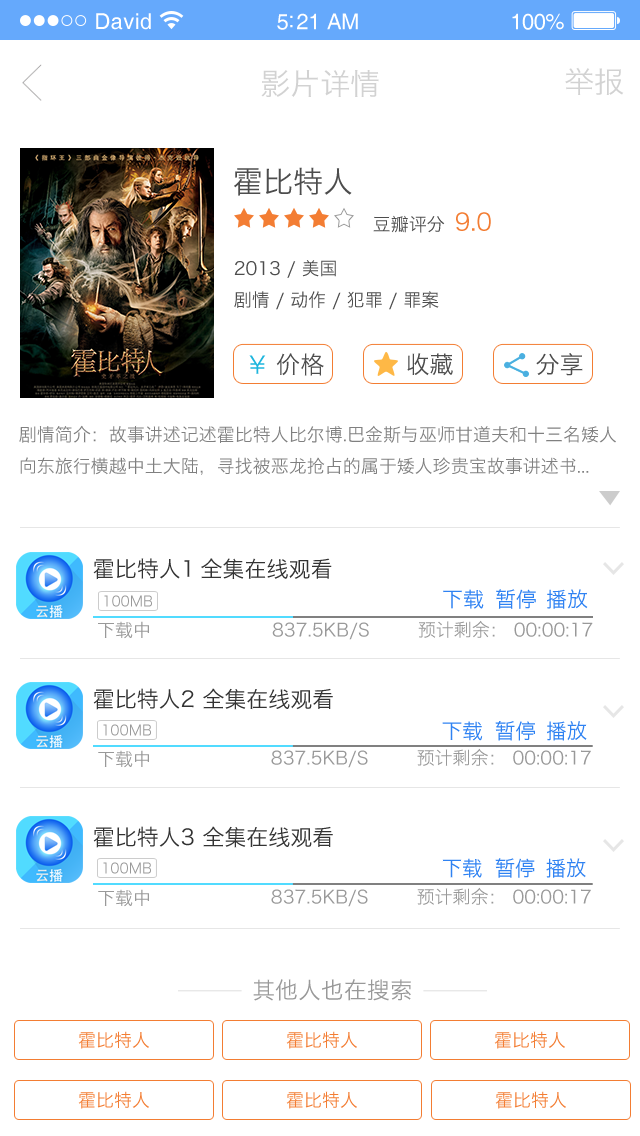 David 5:21 AM 100%
影片详情 举报
《指环王》三部曲金像导演彼得·杰克逊执导
霍比特人
霍比特人
豆瓣评分 9.0
2013 / 美国
剧情 / 动作 / 犯罪 / 罪案
¥ 价格 收藏 分享
剧情简介：故事讲述记述霍比特人比尔博.巴金斯与巫师甘道夫和十三名矮人
向东旅行横越中土大陆，寻找被恶龙抢占的属于矮人珍贵宝故事讲述书...
云播
霍比特人1 全集在线观看
100MB 下载 暂停 播放
下载中 837.5KB/S 预计剩余： 00:00:17
云播
霍比特人2 全集在线观看
100MB 下载 暂停 播放
下载中 837.5KB/S 预计剩余： 00:00:17
云播
霍比特人3 全集在线观看
100MB 下载 暂停 播放
下载中 837.5KB/S 预计剩余： 00:00:17
其他人也在搜索
霍比特人 霍比特人 霍比特人
霍比特人 霍比特人 霍比特人